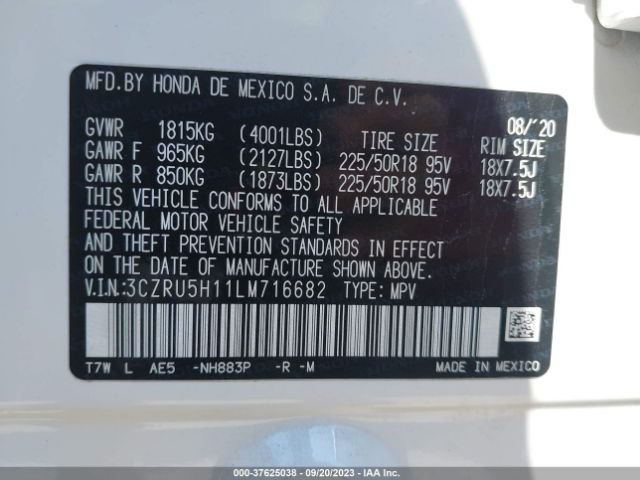 MFD.BY HONDA DE MEXICO S.A. DE C.V.
08/'20
GVWR 1815KG (4001LBS) TIRE SIZE RIM SIZE
GAWR F 965KG (2127LBS) 225/50R18 95V 18X7.5J
GAWR R 850KG (1873LBS) 225/50R18 95V 18X7.5J
THIS VEHICLE CONFORMS TO ALL APPLICABLE
FEDERAL MOTOR VEHICLE SAFETY
AND THEFT PREVENTION STANDARDS IN EFFECT
ON THE DATE OF MANUFACTURE SHOWN ABOVE.
V.I.N.:3CZRU5H11LM716682 TYPE: MPV
T7W L AE5 -NH883P -R -M MADE IN MEXICO
000-37625038 - 09/20/2023 - IAA Inc.